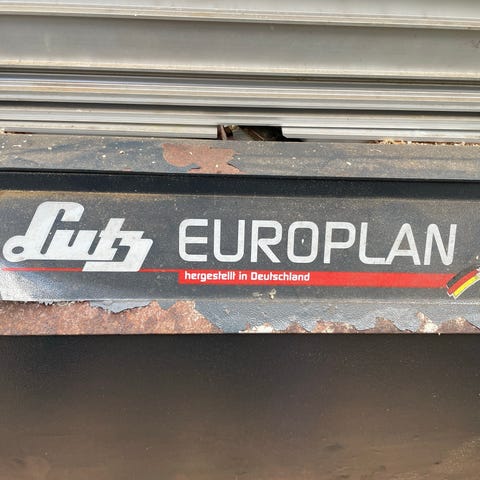 Lutz EUROPLAN
hergestellt in Deutschland